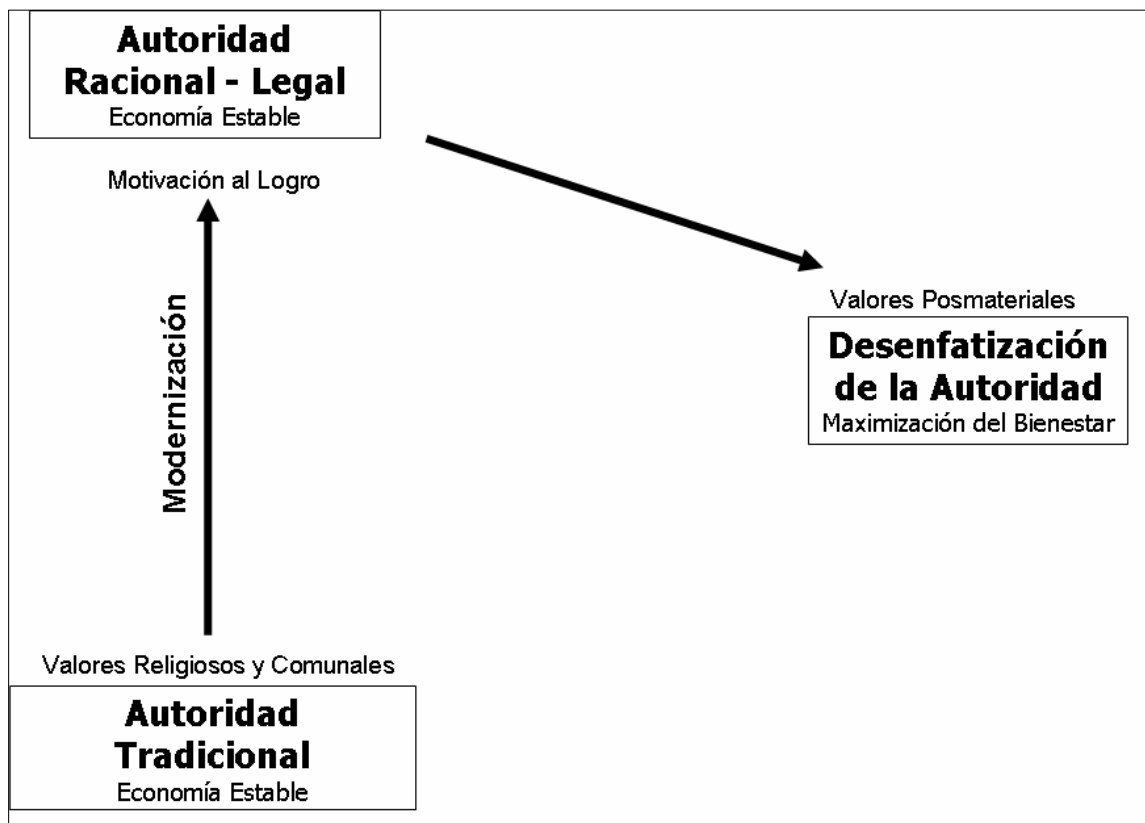 Autoridad
Racional - Legal
Economía Estable
Motivación al Logro
Modernización
Valores Posmateriales
Desenfatización
de la Autoridad
Maximización del Bienestar
Valores Religiosos y Comunales
Autoridad
Tradicional
Economía Estable